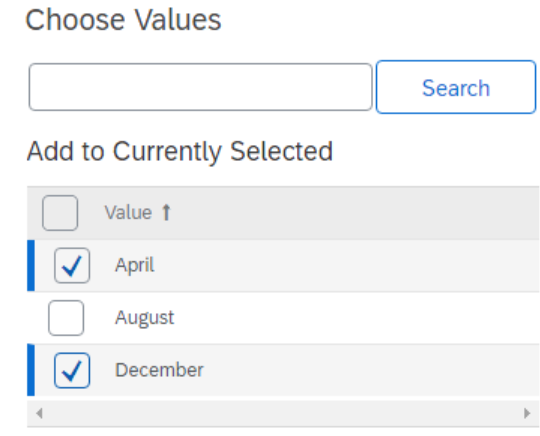 Choose Values
Search
Add to Currently Selected
Value ↑
April
August
December